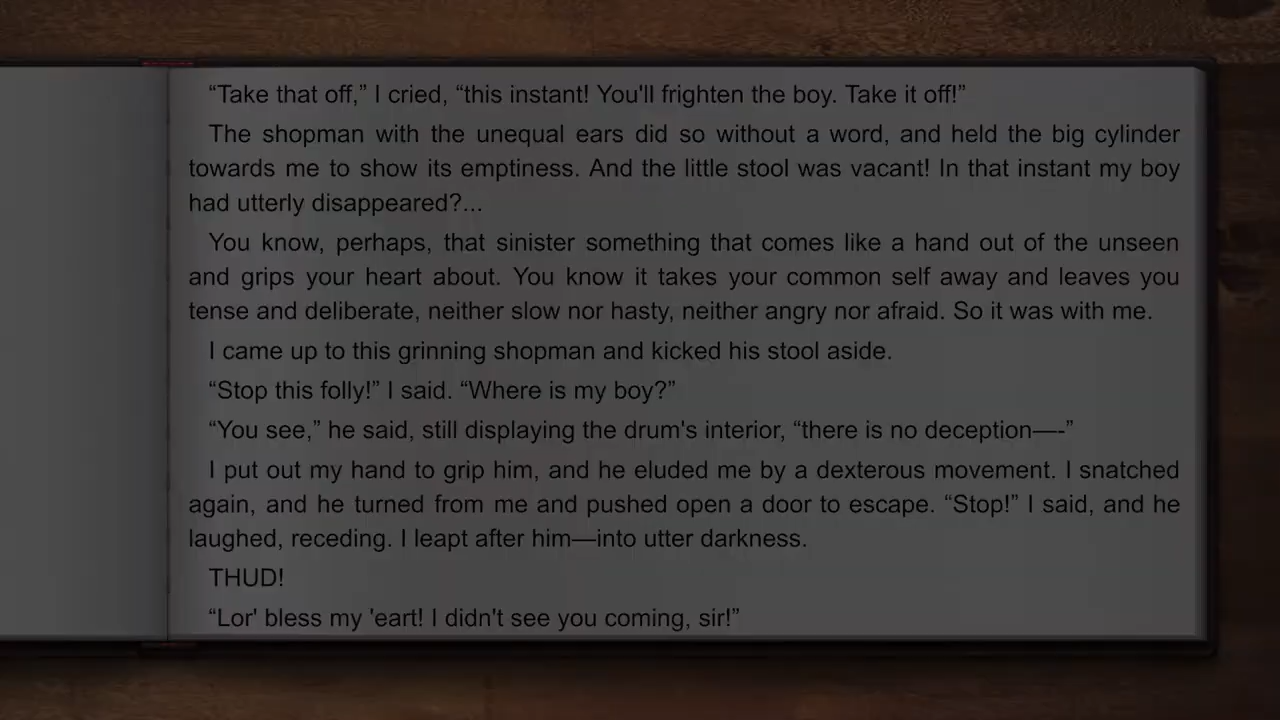 “Take that off,” I cried, “this instant! You'll frighten the boy. Take it off!”
The shopman with the unequal ears did so without a word, and held the big cylinder
towards me to show its emptiness. And the little stool was vacant! In that instant my boy
had utterly disappeared?...
You know, perhaps, that sinister something that comes like a hand out of the unseen
and grips your heart about. You know it takes your common self away and leaves you
tense and deliberate, neither slow nor hasty, neither angry nor afraid. So it was with me.
I came up to this grinning shopman and kicked his stool aside.
“Stop this folly!” I said. “Where is my boy?”
“You see,” he said, still displaying the drum's interior, “there is no deception—-”
I put out my hand to grip him, and he eluded me by a dexterous movement. I snatched
again, and he turned from me and pushed open a door to escape. “Stop!” I said, and he
laughed, receding. I leapt after him—into utter darkness.
THUD!
“Lor' bless my 'eart! I didn't see you coming, sir!”